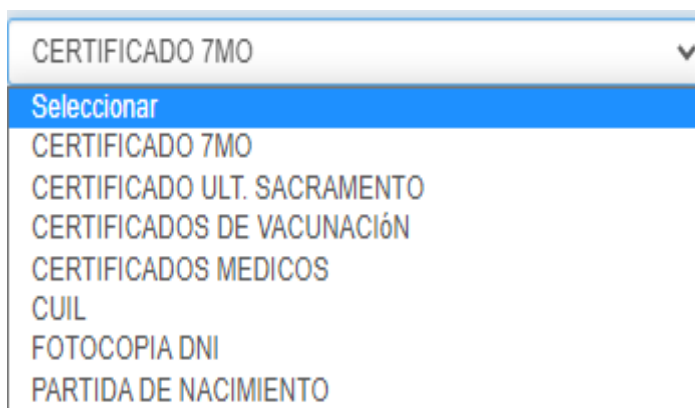 CERTIFICADO 7MO
Seleccionar
CERTIFICADO 7MO
CERTIFICADO ULT. SACRAMENTO
CERTIFICADOS DE VACUNACIóN
CERTIFICADOS MEDICOS
CUIL
FOTOCOPIA DNI
PARTIDA DE NACIMIENTO